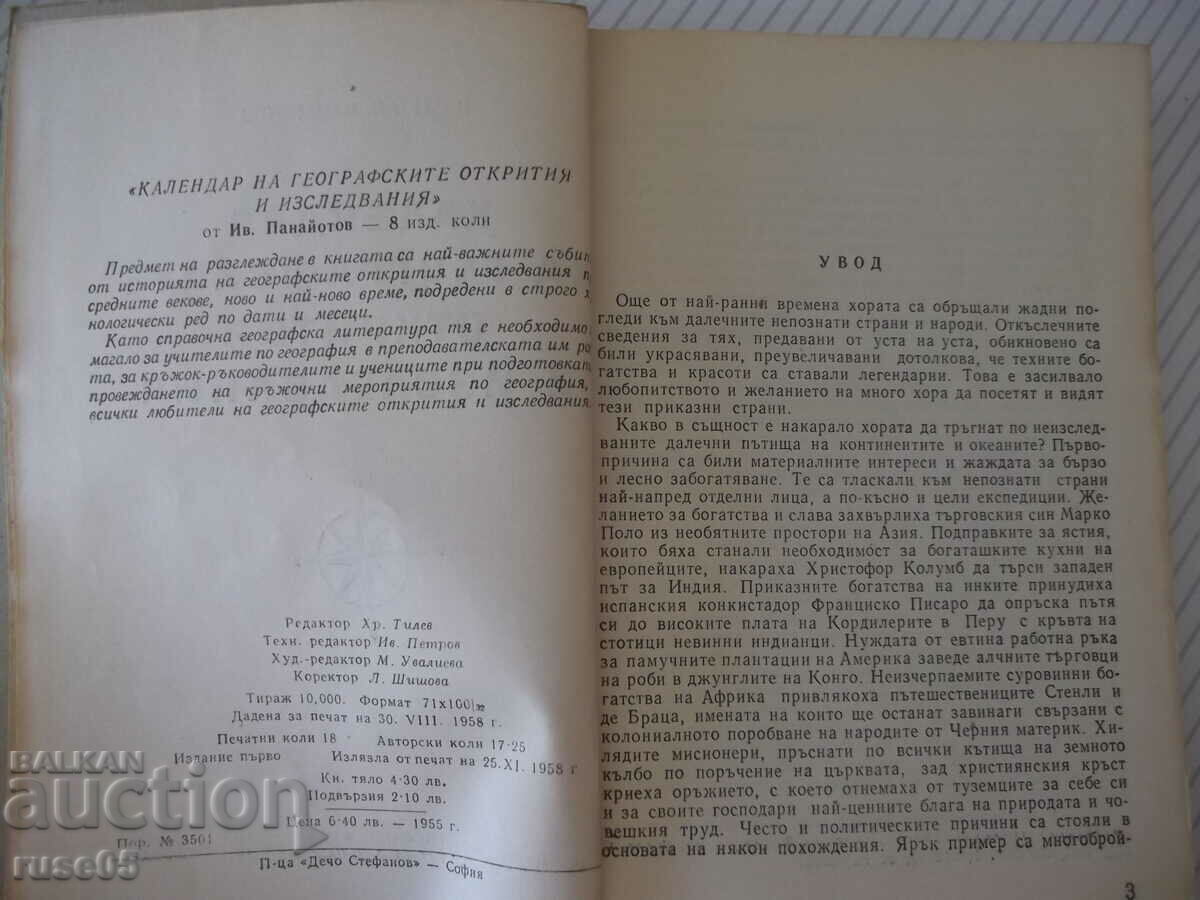 «КАЛЕНДАР НА ГЕОГРАФСКИТЕ ОТКРИТИЯ
И ИЗСЛЕДВАНИЯ»
от Ив. Панайотов — 8 изд. коли
Предмет на разглеждане в книгата са най-важните събит
от историята на географските открития и изследвания п
средните векове, ново и най-ново време, подредени в строго х
нологически ред по дати и месеци.
Като справочна географска литература тя е необходимо
магало за учителите по география в преподавателската им ра
та, за кръжок-ръководителите и учениците при подготовкат
провеждането на кръжочни мероприятия по география,
всички любители на географските открития и изследвания.
Редактор Хр. Тилев
Техн. редактор Ив. Петров
Худ.-редактор М. Увалиева
Коректор Л. Шишова
Тираж 10,000. Формат 71x100|32
Дадена за печат на 30. VIII. 1958 г.
Печатни коли 18 Авторски коли 17·25
Издание първо Излязла от печат на 25.XI. 1958 г
Кн. тяло 4·30 лв.
Подвързия 2·10 лв.
Цена 6·40 лв. — 1955 г.
Пор. № 3501
П-ца «Дечо Стефанов» — София
УВОД
Още от най-ранни времена хората са обръщали жадни по-
гледи към далечните непознати страни и народи. Откъслечните
сведения за тях, предавани от уста на уста, обикновено са
били украсявани, преувеличавани дотолкова, че техните бо-
гатства и красоти са ставали легендарни. Това е засилвало
любопитството и желанието на много хора да посетят и видят
тези приказни страни.
Какво в същност е накарало хората да тръгнат по неизслед-
ваните далечни пътища на континентите и океаните? Първо-
причина са били материалните интереси и жаждата за бързо
и лесно забогатяване. Те са тласкали към непознати страни
най-напред отделни лица, а по-късно и цели експедиции. Же-
ланието за богатства и слава захвърлиха търговския син Марко
Поло из необятните простори на Азия. Подправките за ястия,
които бяха станали необходимост за богаташките кухни на
европейците, накараха Христофор Колумб да търси западен
път за Индия. Приказните богатства на инките принудиха
испанския конкистадор Франциско Писаро да опръска пътя
си до високите плата на Кордилерите в Перу с кръвта на
стотици невинни индианци. Нуждата от евтина работна ръка
за памучните плантации на Америка заведе алчните търговци
на роби в джунглите на Конго. Неизчерпаемите суровинни бо-
гатства на Африка привлякоха пътешествениците Стенли и
де Браца, имената на които ще останат завинаги свързани с
колониалното поробване на народите от Черния материк. Хи-
лядите мисионери, пръснати по всички кътища на земното
кълбо по поръчение на църквата, зад християнския кръст
криеха оръжието, с което отнемаха от туземците за себе си
и за своите господари най-ценните блага на природата и чо-
вешкия труд. Често и политическите причини са стояли в
основата на някои похождения. Ярък пример са многоброй-
3
BALKAN
auction
ruse05